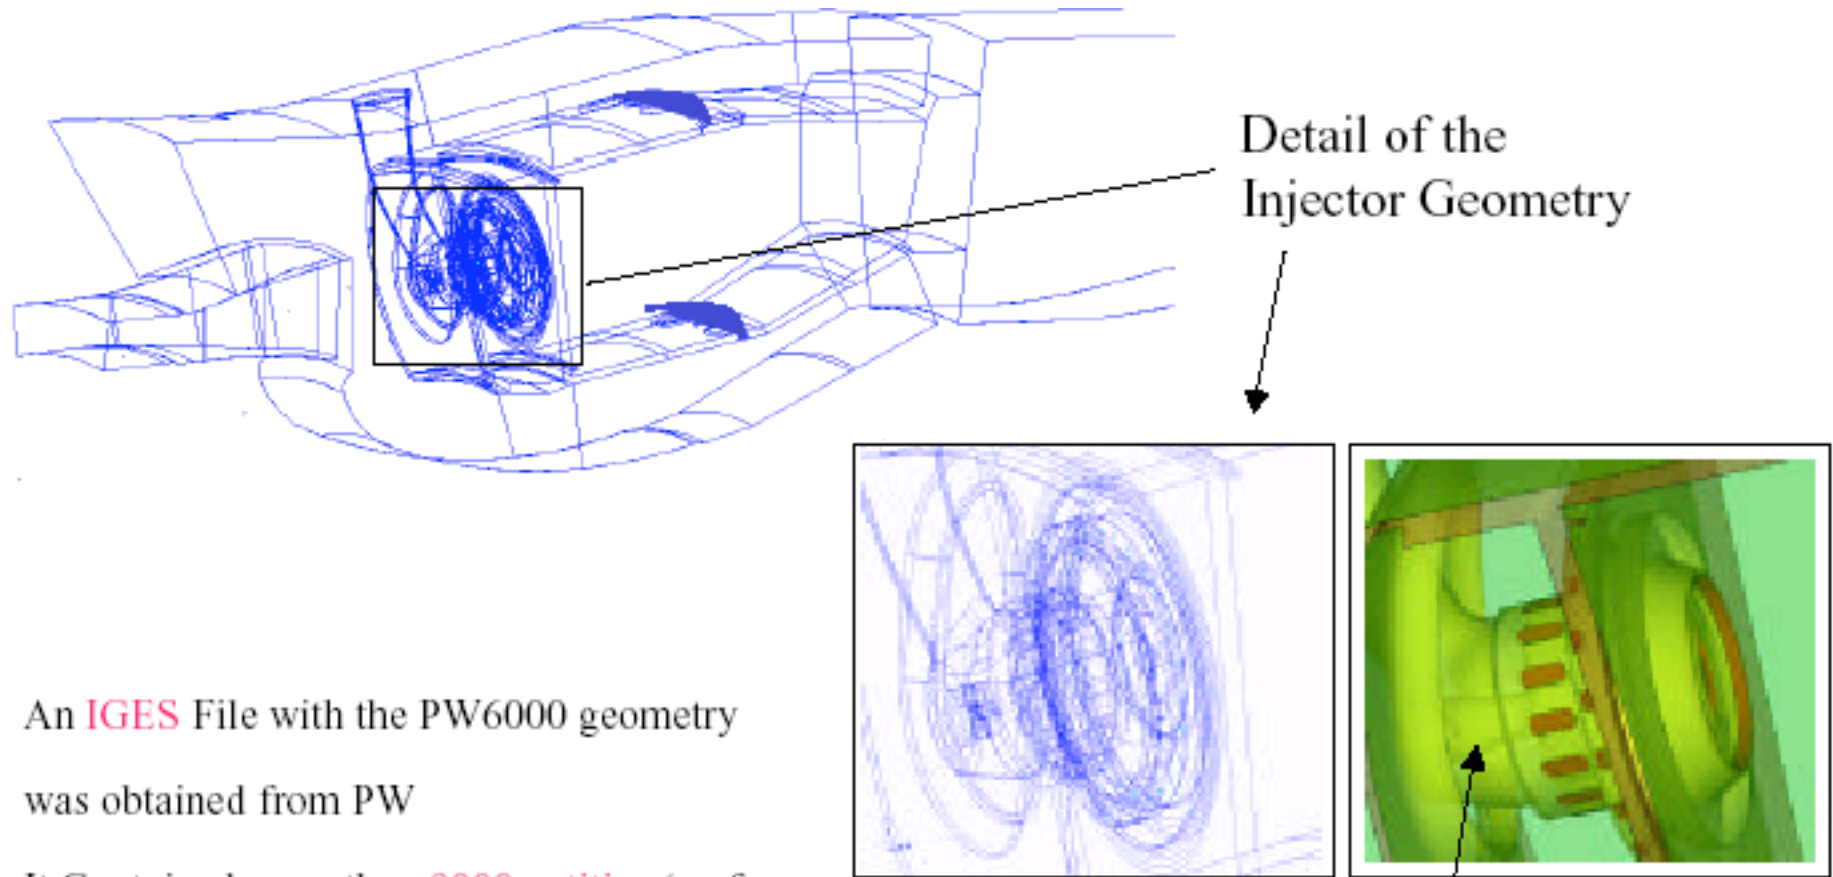 Detail of the
Injector Geometry
An IGES File with the PW6000 geometry
was obtained from PW